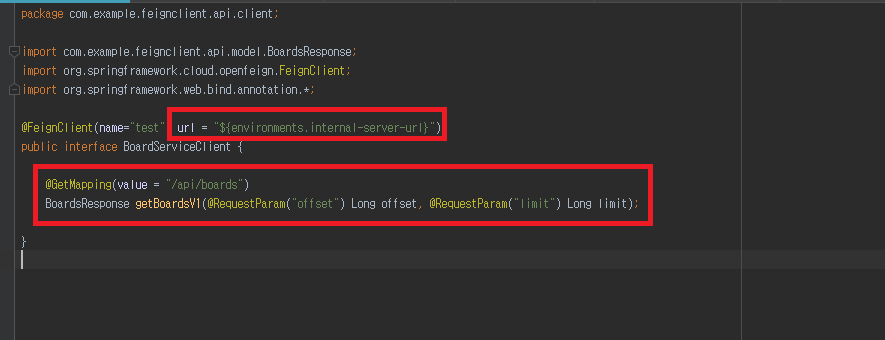 package com.example.feignclient.api.client;
import com.example.feignclient.api.model.BoardsResponse;
import org.springframework.cloud.openfeign.FeignClient;
import org.springframework.web.bind.annotation.*;
@FeignClient(name="test" url = "${environments.internal-server-url}")
public interface BoardServiceClient {
@GetMapping(value = "/api/boards")
BoardsResponse getBoardsV1(@RequestParam("offset") Long offset, @RequestParam("limit") Long limit);
}